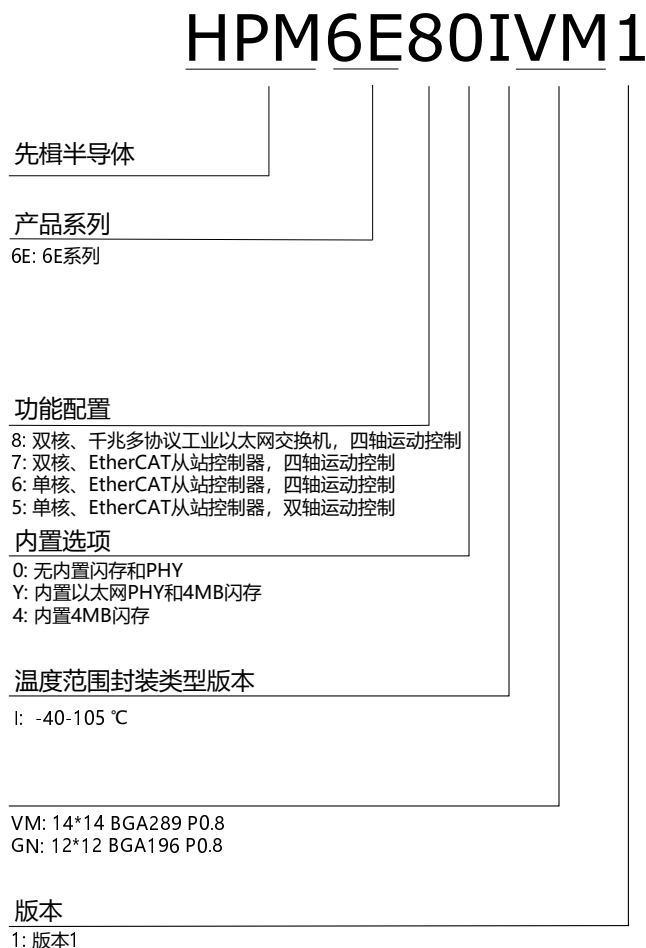 HPM6E80IVM1
先楫半导体
产品系列
6E: 6E系列
功能配置
8: 双核、千兆多协议工业以太网交换机，四轴运动控制
7: 双核、EtherCAT从站控制器，四轴运动控制
6: 单核、EtherCAT从站控制器，四轴运动控制
5: 单核、EtherCAT从站控制器，双轴运动控制
内置选项
0: 无内置闪存和PHY
Y: 内置以太网PHY和4MB闪存
4: 内置4MB闪存
温度范围封装类型版本
I: -40-105 ℃
VM: 14*14 BGA289 P0.8
GN: 12*12 BGA196 P0.8
版本
1: 版本1